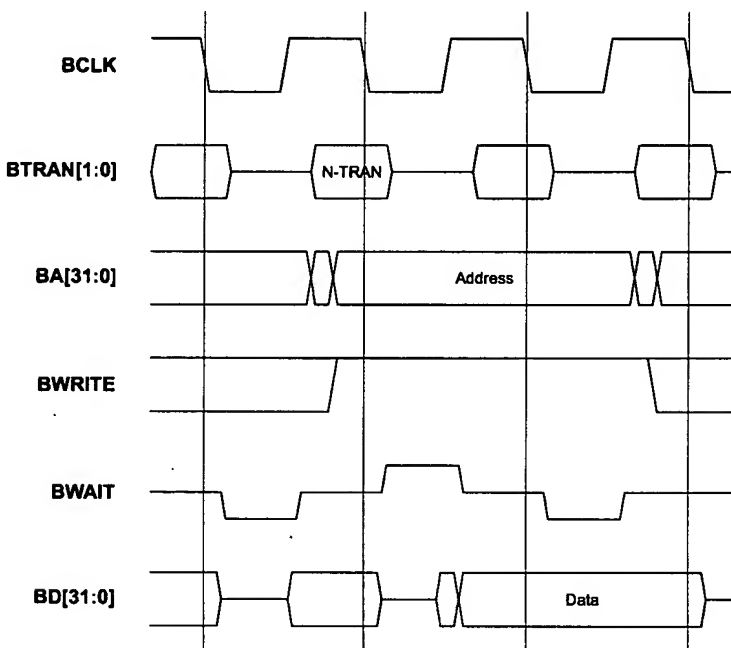 BCLK
BTRAN[1:0]
N-TRAN
BA[31:0]
Address
BWRITE
BWAIT
BD[31:0]
Data